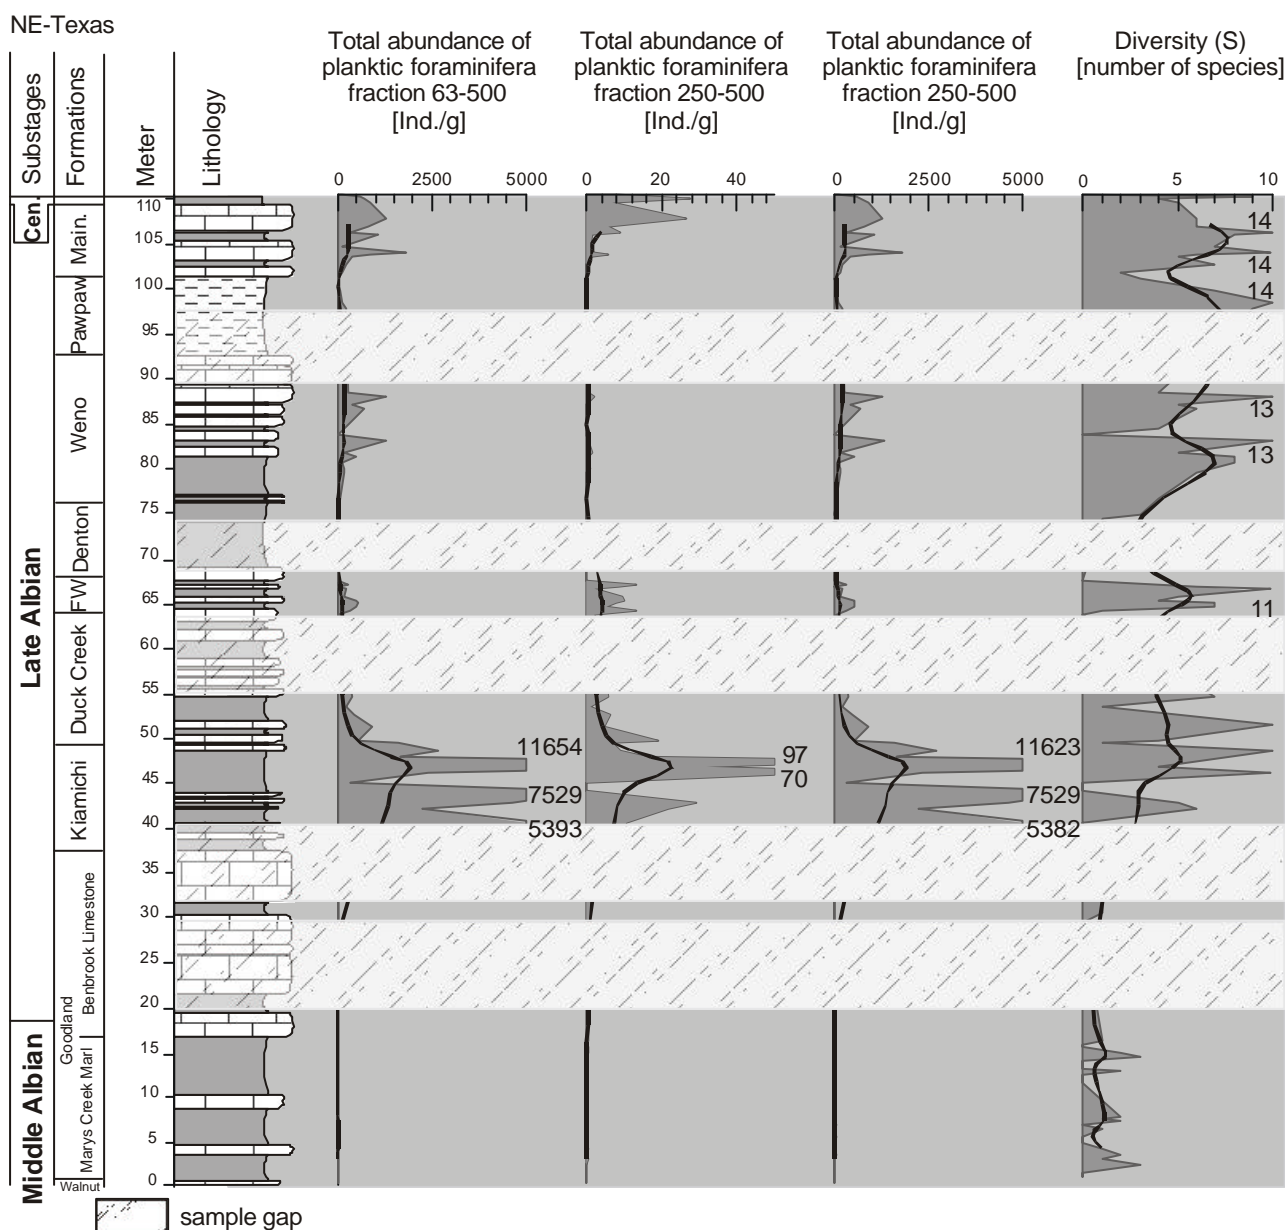 NE-Texas
Substages
Formations
Meter
Lithology
Total abundance of
planktic foraminifera
fraction 63-500
[Ind./g]
Total abundance of
planktic foraminifera
fraction 250-500
[Ind./g]
Total abundance of
planktic foraminifera
fraction 250-500
[Ind./g]
Diversity (S)
[number of species]
0 2500 5000
0 20 40
0 2500 5000
0 5 10
Cen.
Late Albian
Middle Albian
Main.
Pawpaw
Weno
Denton
FW
Duck Creek
Kiamichi
Goodland
Benbrook Limestone
Marys Creek Marl
Walnut
110
105
100
95
90
85
80
75
70
65
60
55
50
45
40
35
30
25
20
15
10
5
0
11654
7529
5393
97
70
11623
7529
5382
14
14
14
13
13
11
sample gap